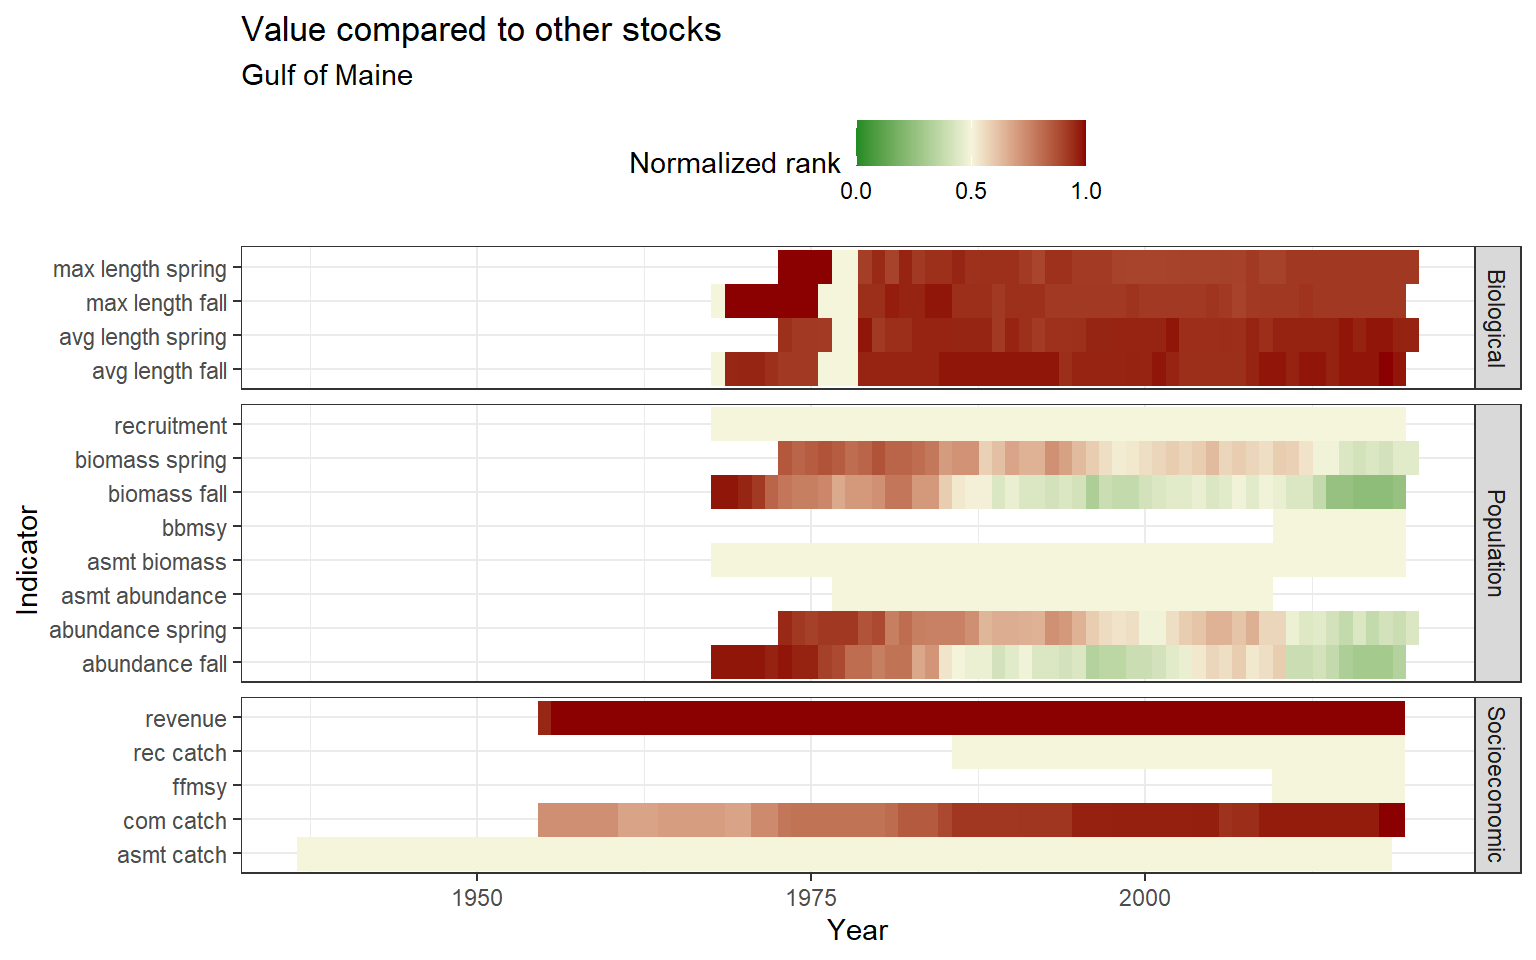 Value compared to other stocks
Gulf of Maine
Normalized rank
0.0 0.5 1.0
max length spring
max length fall
avg length spring
avg length fall
Biological
recruitment
biomass spring
biomass fall
bbmsy
asmt biomass
asmt abundance
abundance spring
abundance fall
Population
revenue
rec catch
ffmsy
com catch
asmt catch
Socioeconomic
Indicator
1950 1975 2000
Year